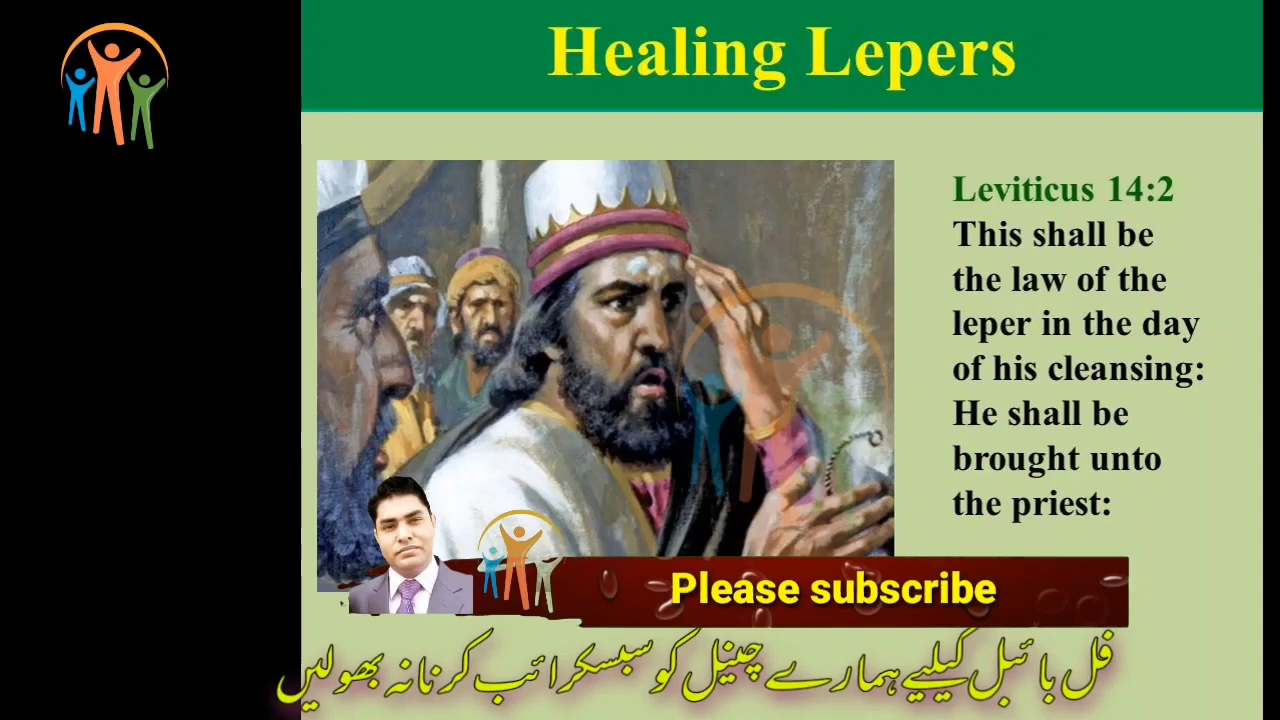 Healing Lepers
Leviticus 14:2
This shall be
the law of the
leper in the day
of his cleansing:
He shall be
brought unto
the priest:
Please subscribe
فل بائبل کیلیے ہمارے چینل کو سبسکرائب کرنا نہ بھولیں